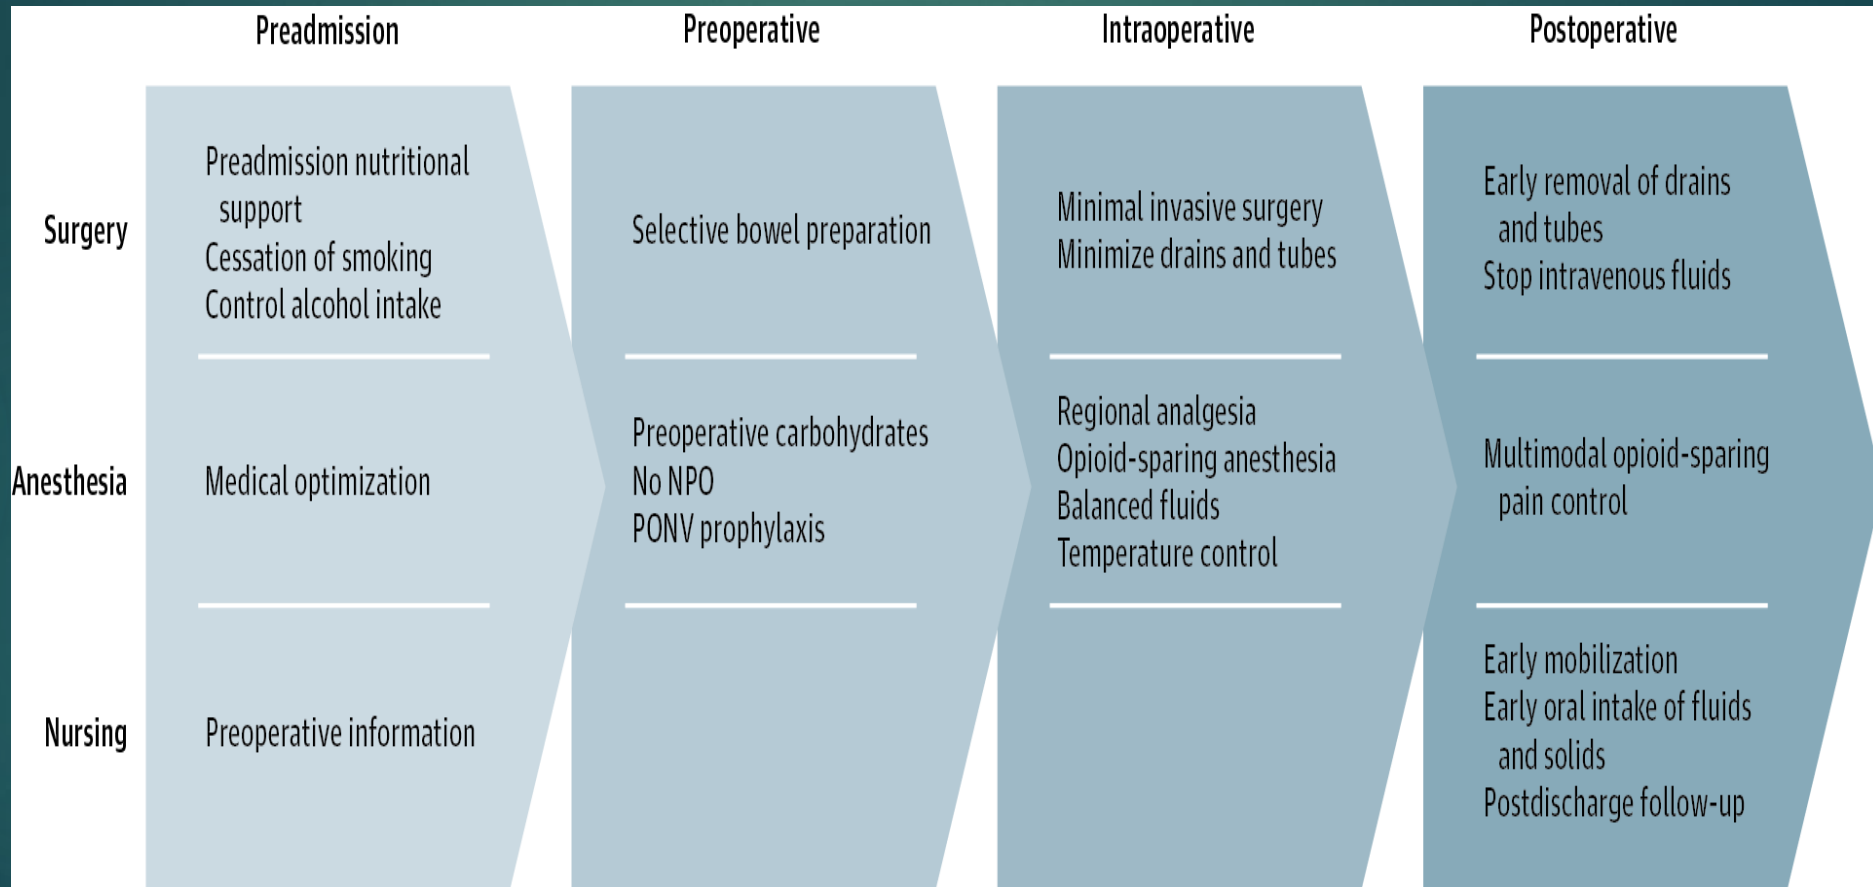 Preadmission
Preoperative
Intraoperative
Postoperative
Surgery
Preadmission nutritional
support
Cessation of smoking
Control alcohol intake
Selective bowel preparation
Minimal invasive surgery
Minimize drains and tubes
Early removal of drains
and tubes
Stop intravenous fluids
Anesthesia
Medical optimization
Preoperative carbohydrates
No NPO
PONV prophylaxis
Regional analgesia
Opioid-sparing anesthesia
Balanced fluids
Temperature control
Multimodal opioid-sparing
pain control
Nursing
Preoperative information
Early mobilization
Early oral intake of fluids
and solids
Postdischarge follow-up